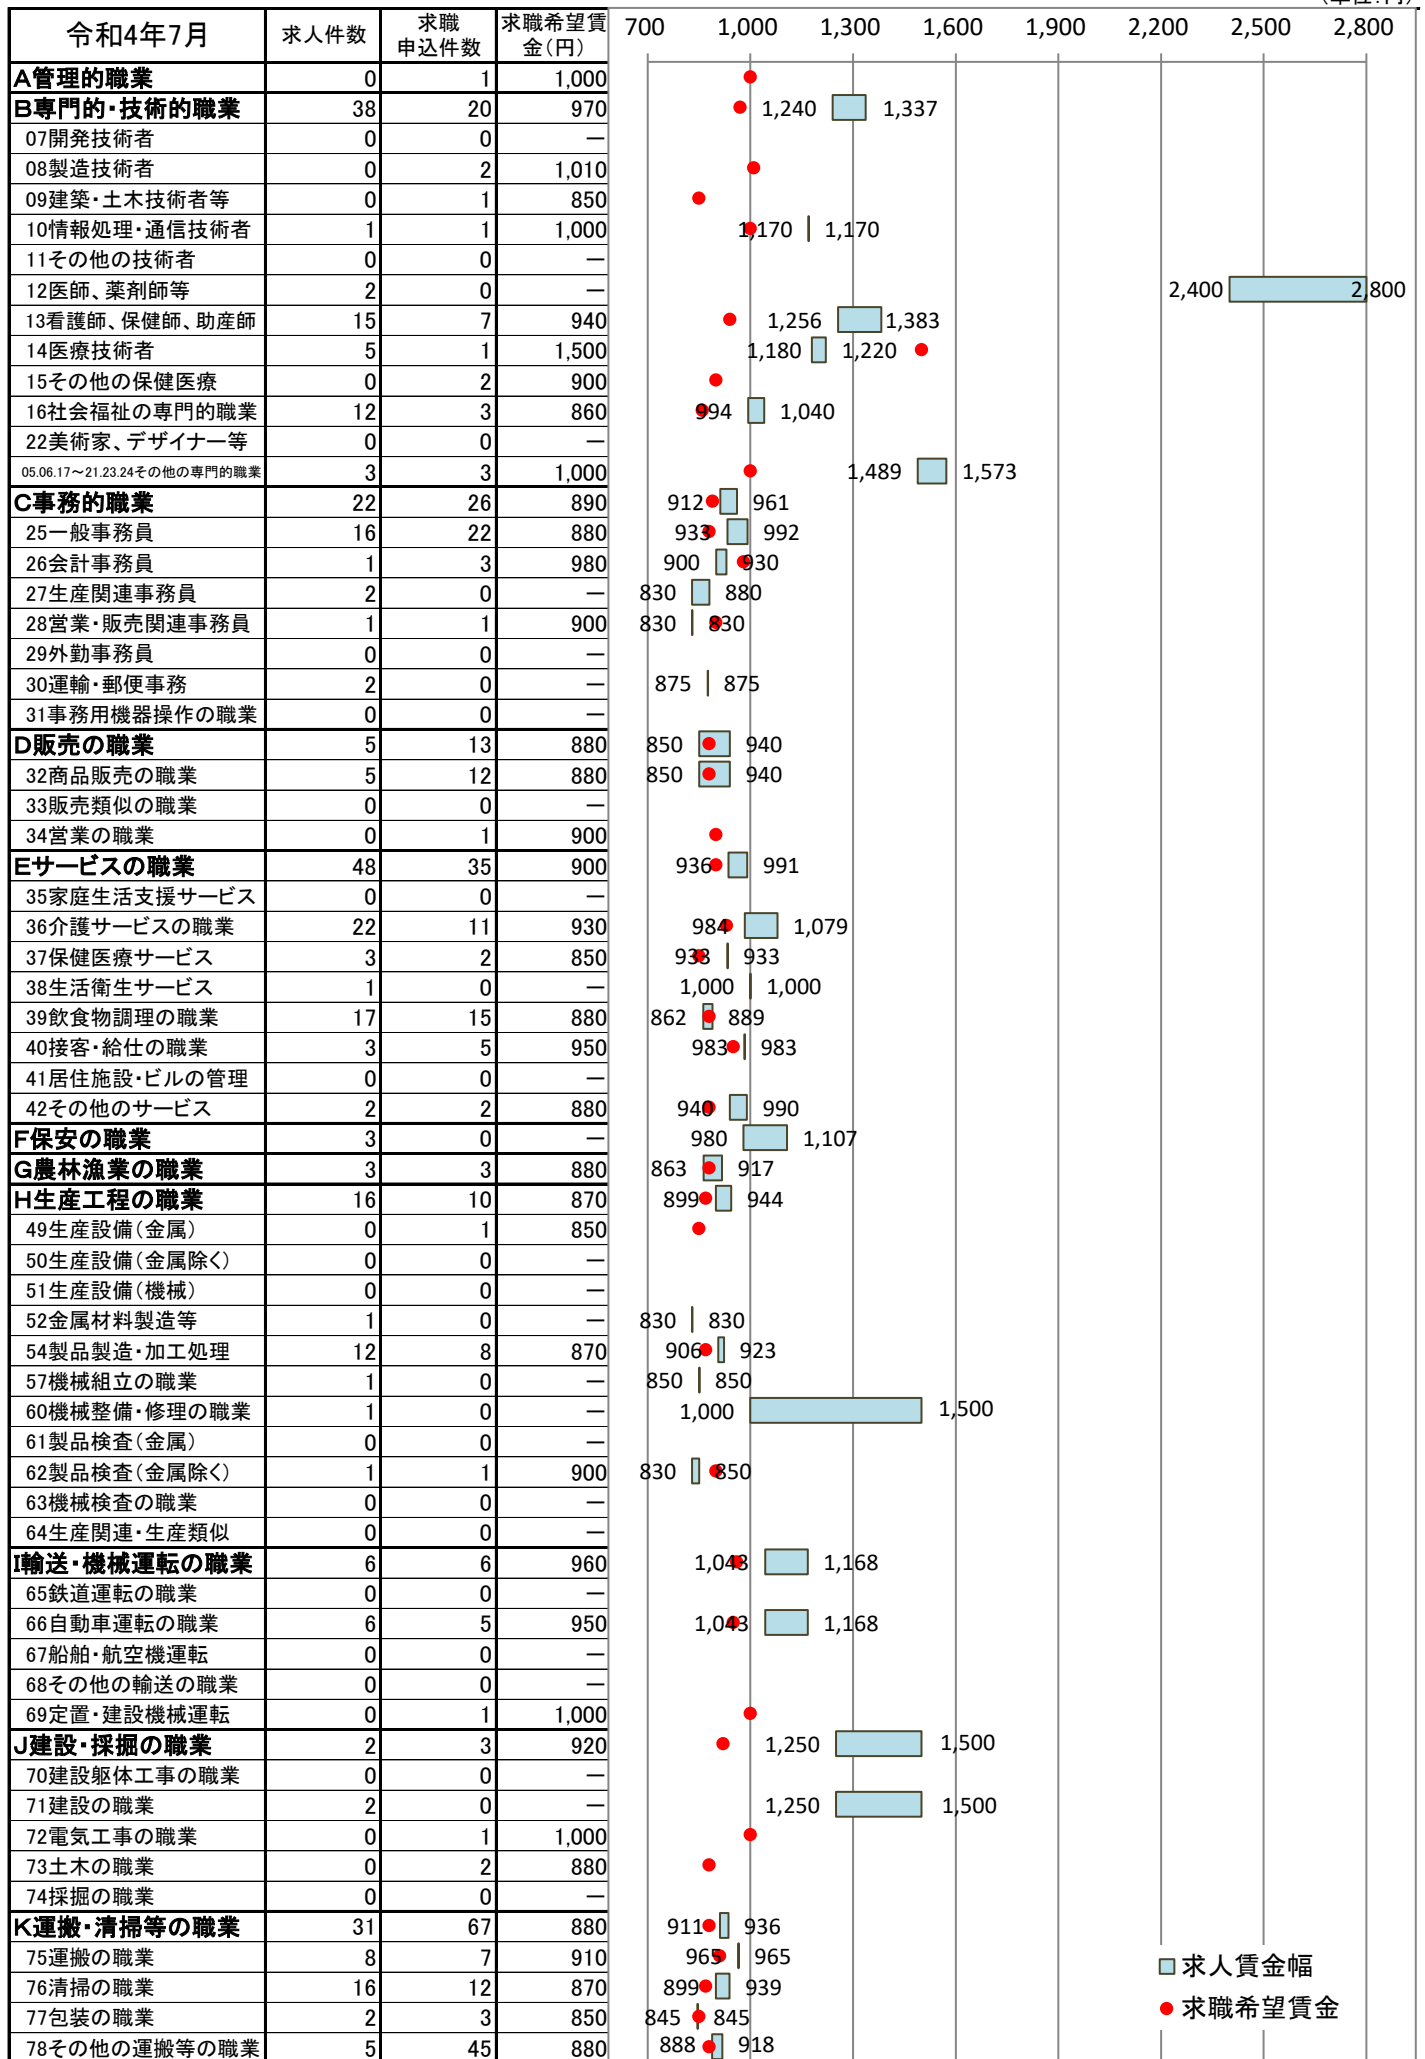 （単位：円）
令和4年7月 求人件数 求職申込件数 求職希望賃金（円） 700 1,000 1,300 1,600 1,900 2,200 2,500 2,800
A管理的職業 0 1 1,000
B専門的・技術的職業 38 20 970 1,240 1,337
07開発技術者 0 0 —
08製造技術者 0 2 1,010
09建築・土木技術者等 0 1 850
10情報処理・通信技術者 1 1 1,000 1,170 1,170
11その他の技術者 0 0 —
12医師、薬剤師等 2 0 — 2,400 2,800
13看護師、保健師、助産師 15 7 940 1,256 1,383
14医療技術者 5 1 1,500 1,180 1,220
15その他の保健医療 0 2 900
16社会福祉の専門的職業 12 3 860 994 1,040
22美術家、デザイナー等 0 0 —
05.06.17～21.23.24その他の専門的職業 3 3 1,000 1,489 1,573
C事務的職業 22 26 890 912 961
25一般事務員 16 22 880 933 992
26会計事務員 1 3 980 900 930
27生産関連事務員 2 0 — 830 880
28営業・販売関連事務員 1 1 900 830 830
29外勤事務員 0 0 —
30運輸・郵便事務 2 0 — 875 875
31事務用機器操作の職業 0 0 —
D販売の職業 5 13 880 850 940
32商品販売の職業 5 12 880 850 940
33販売類似の職業 0 0 —
34営業の職業 0 1 900
Eサービスの職業 48 35 900 936 991
35家庭生活支援サービス 0 0 —
36介護サービスの職業 22 11 930 984 1,079
37保健医療サービス 3 2 850 933 933
38生活衛生サービス 1 0 — 1,000 1,000
39飲食物調理の職業 17 15 880 862 889
40接客・給仕の職業 3 5 950 983 983
41居住施設・ビルの管理 0 0 —
42その他のサービス 2 2 880 940 990
F保安の職業 3 0 — 980 1,107
G農林漁業の職業 3 3 880 863 917
H生産工程の職業 16 10 870 899 944
49生産設備（金属） 0 1 850
50生産設備（金属除く） 0 0 —
51生産設備（機械） 0 0 —
52金属材料製造等 1 0 — 830 830
54製品製造・加工処理 12 8 870 906 923
57機械組立の職業 1 0 — 850 850
60機械整備・修理の職業 1 0 — 1,000 1,500
61製品検査（金属） 0 0 —
62製品検査（金属除く） 1 1 900 830 850
63機械検査の職業 0 0 —
64生産関連・生産類似 0 0 —
I輸送・機械運転の職業 6 6 960 1,043 1,168
65鉄道運転の職業 0 0 —
66自動車運転の職業 6 5 950 1,043 1,168
67船舶・航空機運転 0 0 —
68その他の輸送の職業 0 0 —
69定置・建設機械運転 0 1 1,000
J建設・採掘の職業 2 3 920 1,250 1,500
70建設躯体工事の職業 0 0 —
71建設の職業 2 0 — 1,250 1,500
72電気工事の職業 0 1 1,000
73土木の職業 0 2 880
74採掘の職業 0 0 —
K運搬・清掃等の職業 31 67 880 911 936
75運搬の職業 8 7 910 965 965
76清掃の職業 16 12 870 899 939
77包装の職業 2 3 850 845 845
78その他の運搬等の職業 5 45 880 888 918
求人賃金幅
求職希望賃金